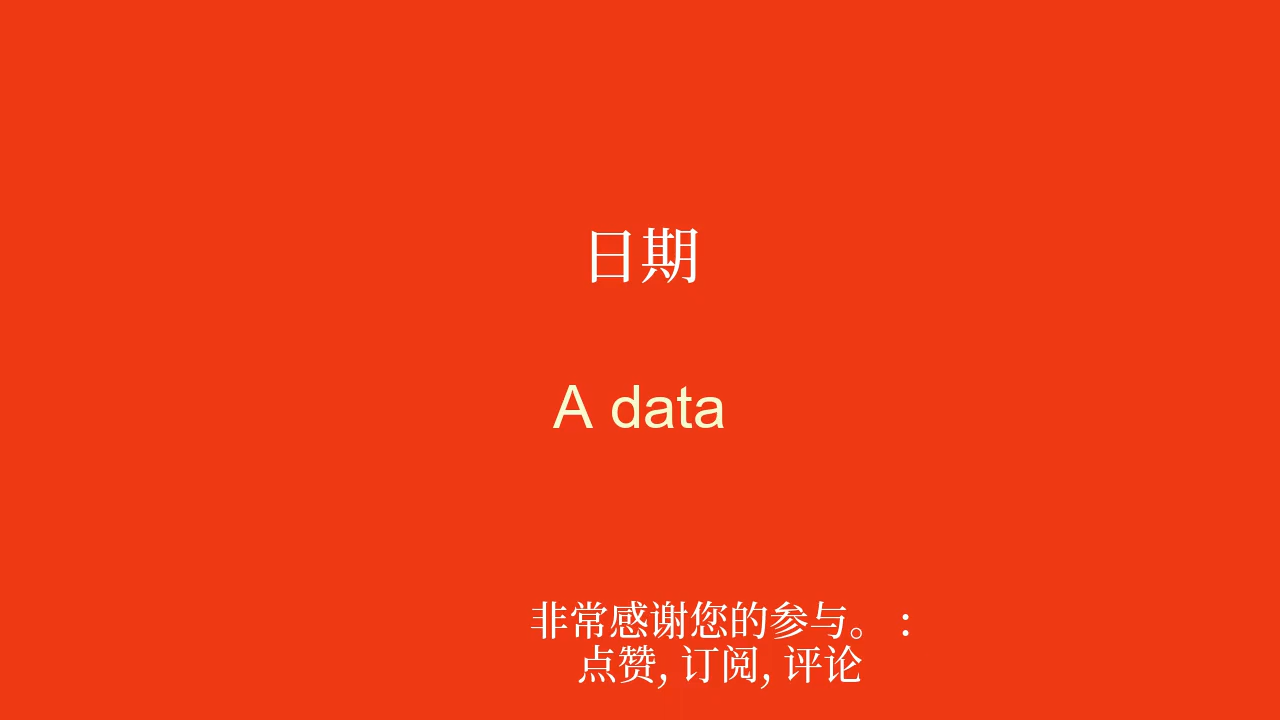 日期
A data
非常感谢您的参与。 :
点赞, 订阅, 评论